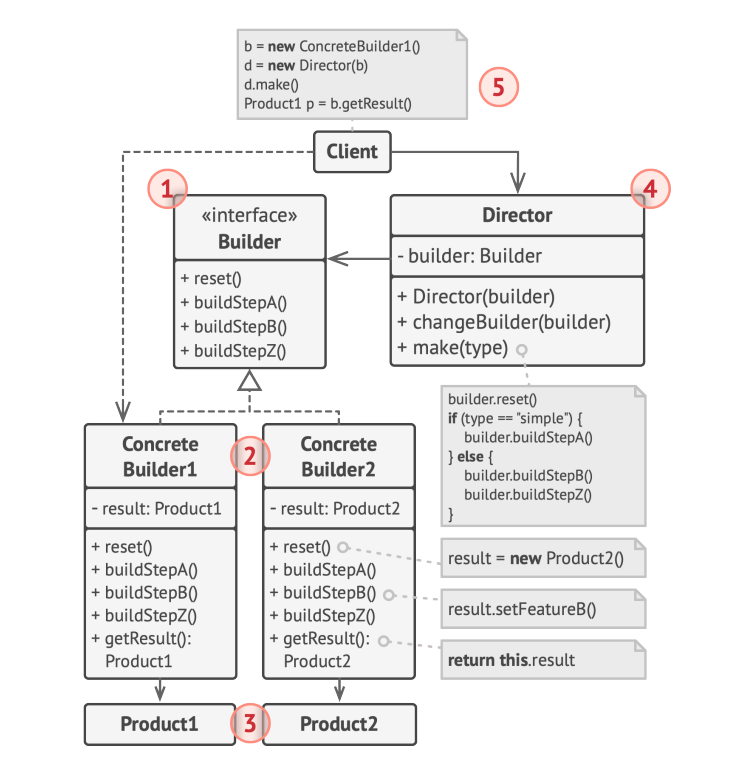 b = new ConcreteBuilder1()
d = new Director(b)
d.make()
Product1 p = b.getResult()
5
Client
1
«interface»
Builder
+ reset()
+ buildStepA()
+ buildStepB()
+ buildStepZ()
4
Director
- builder: Builder
+ Director(builder)
+ changeBuilder(builder)
+ make(type)
builder.reset()
if (type == "simple") {
builder.buildStepA()
} else {
builder.buildStepB()
builder.buildStepZ()
}
Concrete
Builder1
- result: Product1
+ reset()
+ buildStepA()
+ buildStepB()
+ buildStepZ()
+ getResult():
Product1
2
Concrete
Builder2
- result: Product2
+ reset()
+ buildStepA()
+ buildStepB()
+ buildStepZ()
+ getResult():
Product2
result = new Product2()
result.setFeatureB()
return this.result
Product1
3
Product2